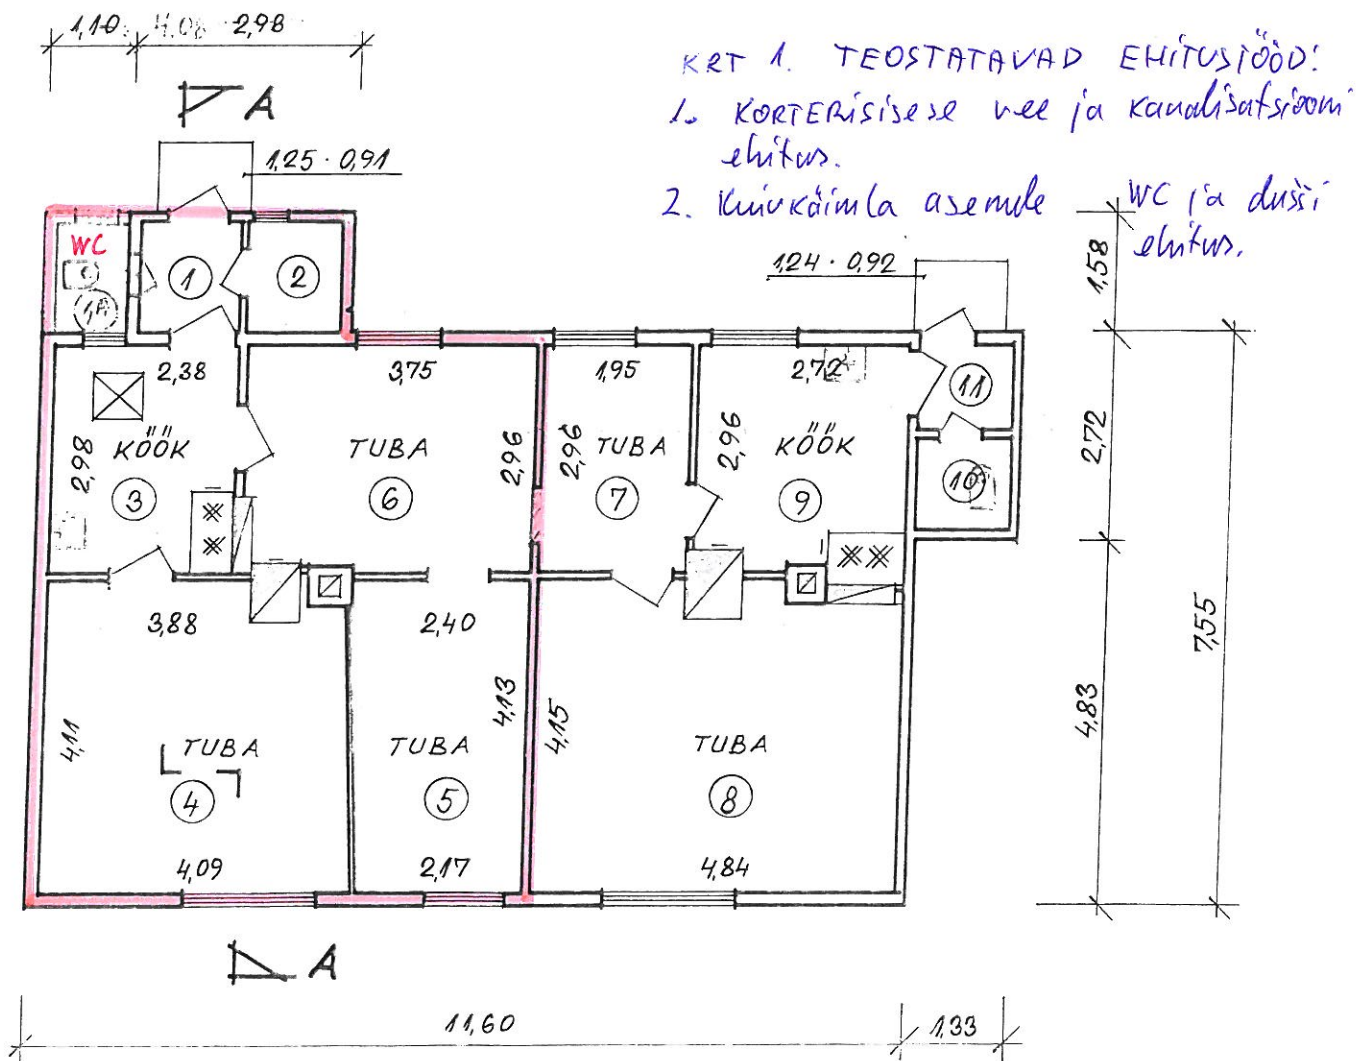 1,10 4,08 2,98
A
KRT 1. TEOSTATAVAD EHITUSTÖÖD:
1. KORTERISISESE vee ja kanalisatsiooni
ehitus.
2. Kuivkäimla asemele WC ja dušši
ehitus.
1,25 · 0,91
1,24 · 0,92
1,58
WC
1A
1
2
2,38
3,75
1,95
2,72
11
2,98
KÖÖK
3
TUBA
6
2,96
2,96
TUBA
7
2,96
KÖÖK
9
10
2,72
7,55
3,88
2,40
4,11
TUBA
4
TUBA
5
4,13
4,15
TUBA
8
4,83
4,09
2,17
4,84
A
11,60
1,33